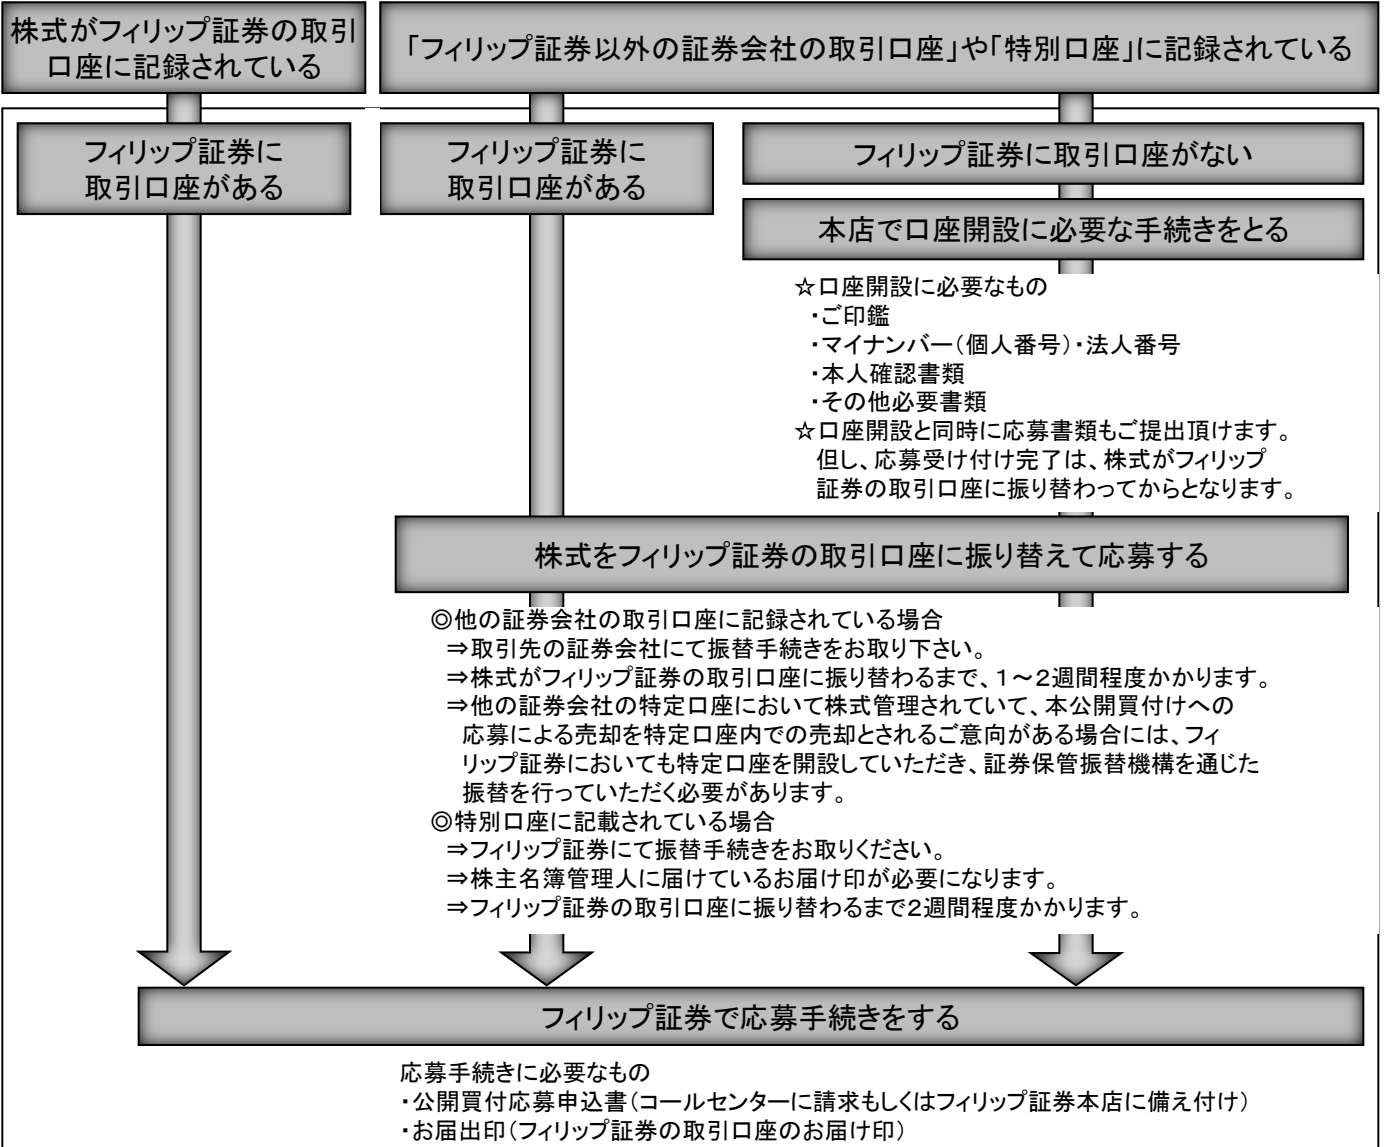 株式がフィリップ証券の取引
口座に記録されている
「フィリップ証券以外の証券会社の取引口座」や「特別口座」に記録されている
フィリップ証券に
取引口座がある
フィリップ証券に
取引口座がある
フィリップ証券に取引口座がない
本店で口座開設に必要な手続きをとる
☆口座開設に必要なもの
・ご印鑑
・マイナンバー（個人番号）・法人番号
・本人確認書類
・その他必要書類
☆口座開設と同時に応募書類もご提出頂けます。
但し、応募受け付け完了は、株式がフィリップ
証券の取引口座に振り替わってからとなります。
株式をフィリップ証券の取引口座に振り替えて応募する
◎他の証券会社の取引口座に記録されている場合
⇒取引先の証券会社にて振替手続きをお取り下さい。
⇒株式がフィリップ証券の取引口座に振り替わるまで、１～２週間程度かかります。
⇒他の証券会社の特定口座において株式管理されていて、本公開買付けへの
応募による売却を特定口座内での売却とされるご意向がある場合には、フィ
リップ証券においても特定口座を開設していただき、証券保管振替機構を通じた
振替を行っていただく必要があります。
◎特別口座に記載されている場合
⇒フィリップ証券にて振替手続きをお取りください。
⇒株主名簿管理人に届けているお届け印が必要になります。
⇒フィリップ証券の取引口座に振り替わるまで２週間程度かかります。
フィリップ証券で応募手続きをする
応募手続きに必要なもの
・公開買付応募申込書（コールセンターに請求もしくはフィリップ証券本店に備え付け）
・お届出印（フィリップ証券の取引口座のお届け印）